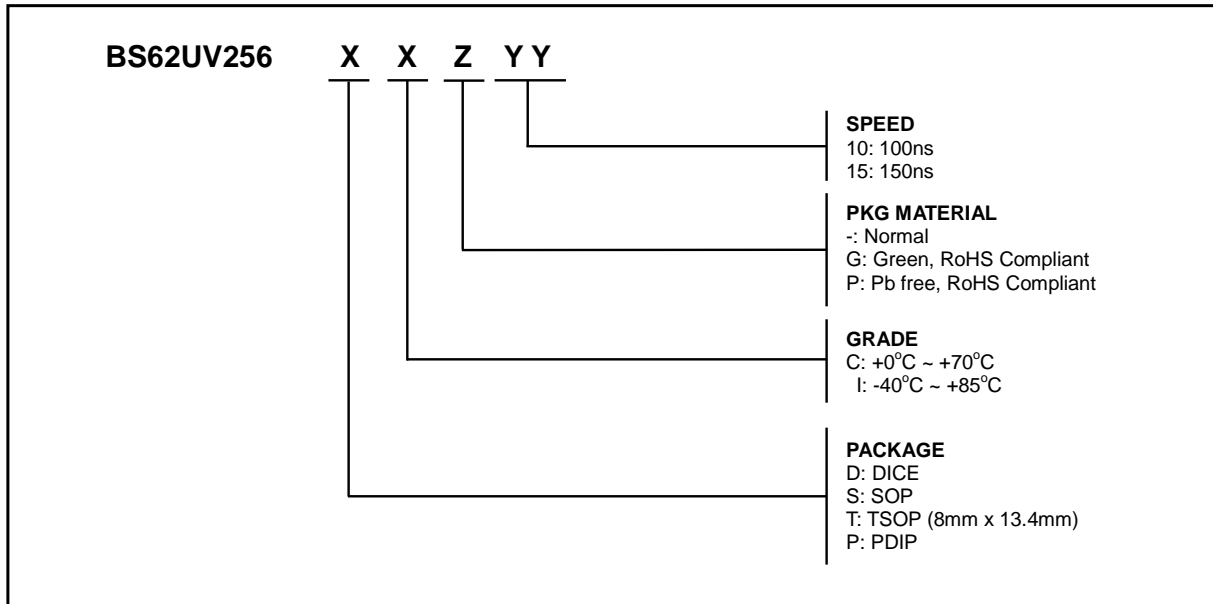 BS62UV256 X X Z Y Y
SPEED
10: 100ns
15: 150ns
PKG MATERIAL
-: Normal
G: Green, RoHS Compliant
P: Pb free, RoHS Compliant
GRADE
C: +0°C ~ +70°C
I: -40°C ~ +85°C
PACKAGE
D: DICE
S: SOP
T: TSOP (8mm x 13.4mm)
P: PDIP